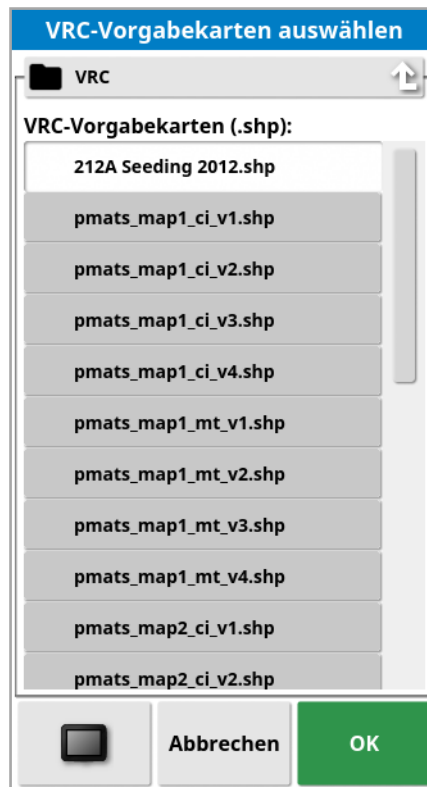 VRC-Vorgabekarten auswählen
VRC
VRC-Vorgabekarten (.shp):
212A Seeding 2012.shp
pmats_map1_ci_v1.shp
pmats_map1_ci_v2.shp
pmats_map1_ci_v3.shp
pmats_map1_ci_v4.shp
pmats_map1_mt_v1.shp
pmats_map1_mt_v2.shp
pmats_map1_mt_v3.shp
pmats_map1_mt_v4.shp
pmats_map2_ci_v1.shp
pmats_map2_ci_v2.shp
Abbrechen OK